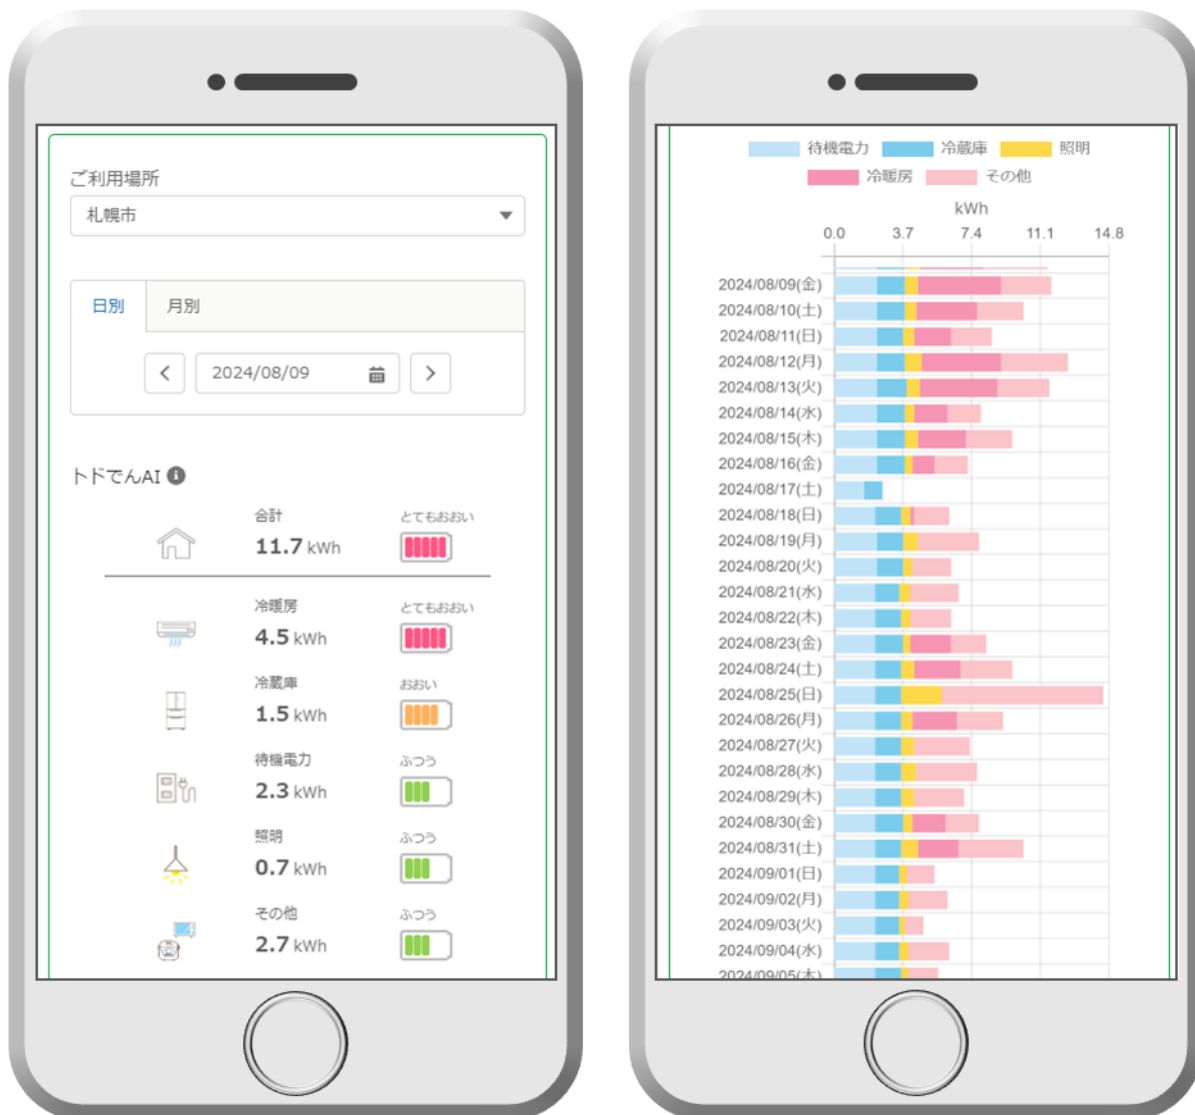 ご利用場所
札幌市
日別 月別
2024/08/09
トドでんAI
合計 とてもおおい
11.7 kWh
冷暖房 とてもおおい
4.5 kWh
冷蔵庫 おおい
1.5 kWh
待機電力 ふつう
2.3 kWh
照明 ふつう
0.7 kWh
その他 ふつう
2.7 kWh
待機電力 冷蔵庫 照明
冷暖房 その他
kWh
0.0 3.7 7.4 11.1 14.8
2024/08/09(金)
2024/08/10(土)
2024/08/11(日)
2024/08/12(月)
2024/08/13(火)
2024/08/14(水)
2024/08/15(木)
2024/08/16(金)
2024/08/17(土)
2024/08/18(日)
2024/08/19(月)
2024/08/20(火)
2024/08/21(水)
2024/08/22(木)
2024/08/23(金)
2024/08/24(土)
2024/08/25(日)
2024/08/26(月)
2024/08/27(火)
2024/08/28(水)
2024/08/29(木)
2024/08/30(金)
2024/08/31(土)
2024/09/01(日)
2024/09/02(月)
2024/09/03(火)
2024/09/04(水)
2024/09/05(木)